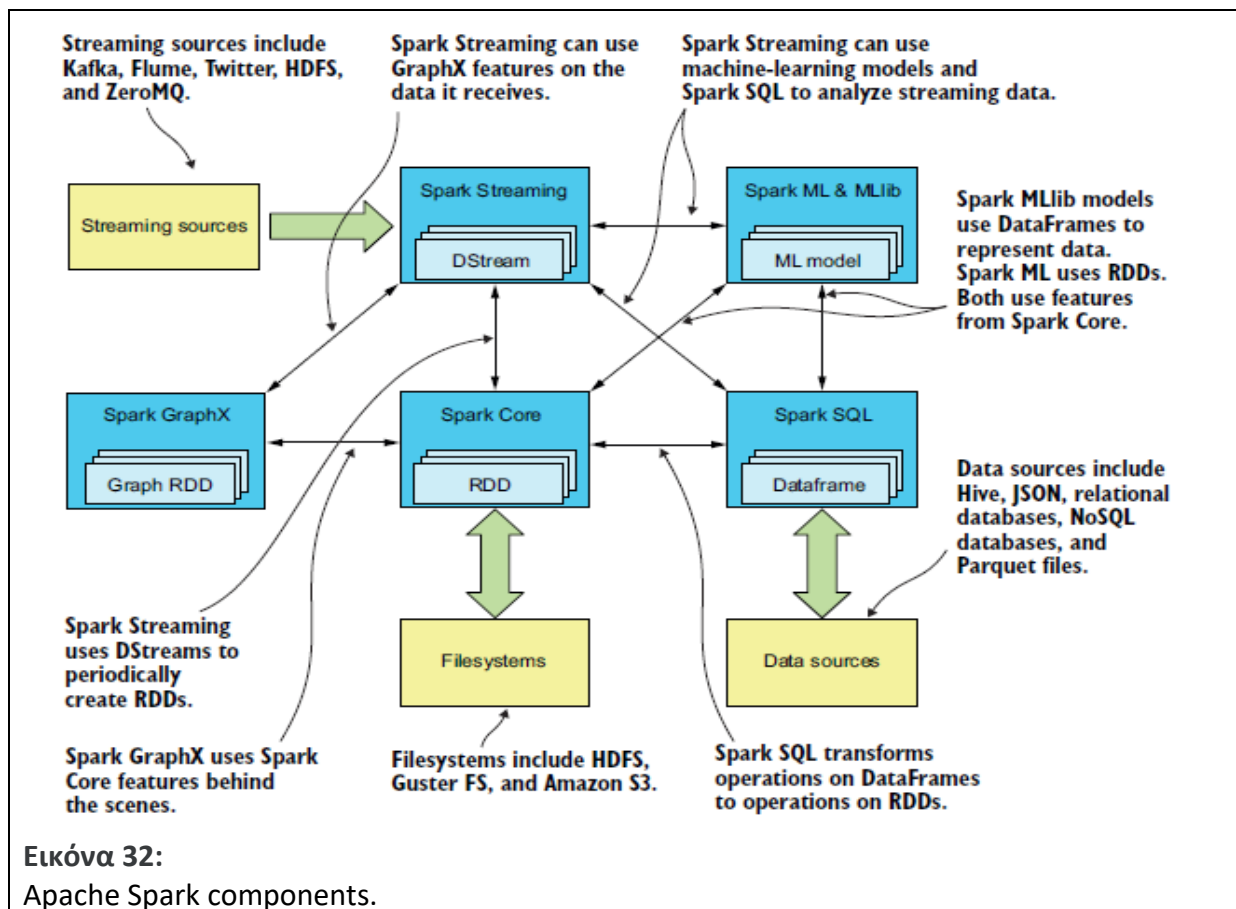 Streaming sources include
Kafka, Flume, Twitter, HDFS,
and ZeroMQ.
Spark Streaming can use
GraphX features on the
data it receives.
Spark Streaming can use
machine-learning models and
Spark SQL to analyze streaming data.
Streaming sources
Spark Streaming
DStream
Spark ML & MLlib
ML model
Spark MLlib models
use DataFrames to
represent data.
Spark ML uses RDDs.
Both use features
from Spark Core.
Spark GraphX
Graph RDD
Spark Core
RDD
Spark SQL
Dataframe
Data sources include
Hive, JSON, relational
databases, NoSQL
databases, and
Parquet files.
Spark Streaming
uses DStreams to
periodically
create RDDs.
Filesystems
Data sources
Spark GraphX uses Spark
Core features behind
the scenes.
Filesystems include HDFS,
Guster FS, and Amazon S3.
Spark SQL transforms
operations on DataFrames
to operations on RDDs.
Εικόνα 32:
Apache Spark components.